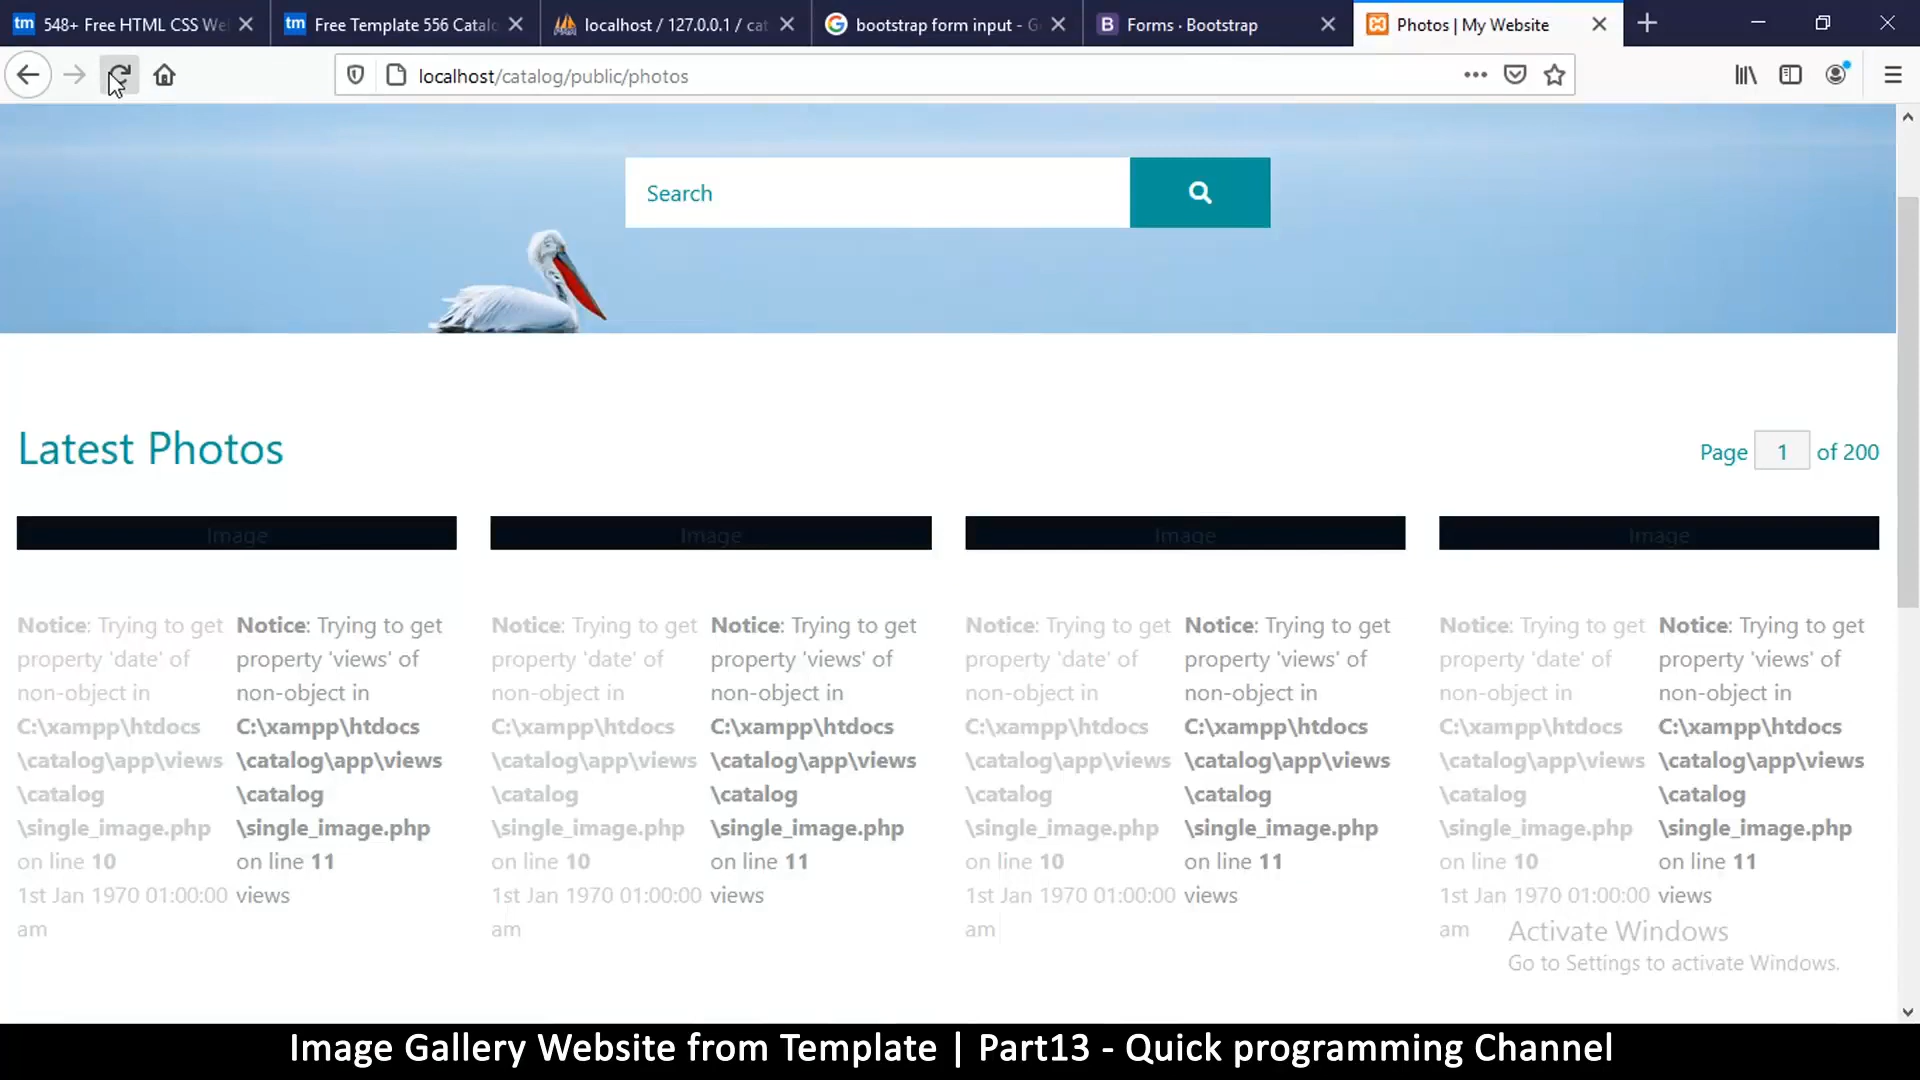 548+ Free HTML CSS We
Free Template 556 Catalo
localhost / 127.0.0.1 / cat
bootstrap form input - G
Forms · Bootstrap
Photos | My Website
localhost/catalog/public/photos
Search
Latest Photos
Page 1 of 200
Image
Image
Image
Image
Notice: Trying to get
property 'date' of
non-object in
C:\xampp\htdocs
\catalog\app\views
\catalog
\single_image.php
on line 10
1st Jan 1970 01:00:00
am
Notice: Trying to get
property 'views' of
non-object in
C:\xampp\htdocs
\catalog\app\views
\catalog
\single_image.php
on line 11
views
Notice: Trying to get
property 'date' of
non-object in
C:\xampp\htdocs
\catalog\app\views
\catalog
\single_image.php
on line 10
1st Jan 1970 01:00:00
am
Notice: Trying to get
property 'views' of
non-object in
C:\xampp\htdocs
\catalog\app\views
\catalog
\single_image.php
on line 11
views
Notice: Trying to get
property 'date' of
non-object in
C:\xampp\htdocs
\catalog\app\views
\catalog
\single_image.php
on line 10
1st Jan 1970 01:00:00
am
Notice: Trying to get
property 'views' of
non-object in
C:\xampp\htdocs
\catalog\app\views
\catalog
\single_image.php
on line 11
views
Notice: Trying to get
property 'date' of
non-object in
C:\xampp\htdocs
\catalog\app\views
\catalog
\single_image.php
on line 10
1st Jan 1970 01:00:00
am
Notice: Trying to get
property 'views' of
non-object in
C:\xampp\htdocs
\catalog\app\views
\catalog
\single_image.php
on line 11
views
Activate Windows
Go to Settings to activate Windows.
Image Gallery Website from Template | Part13 - Quick programming Channel